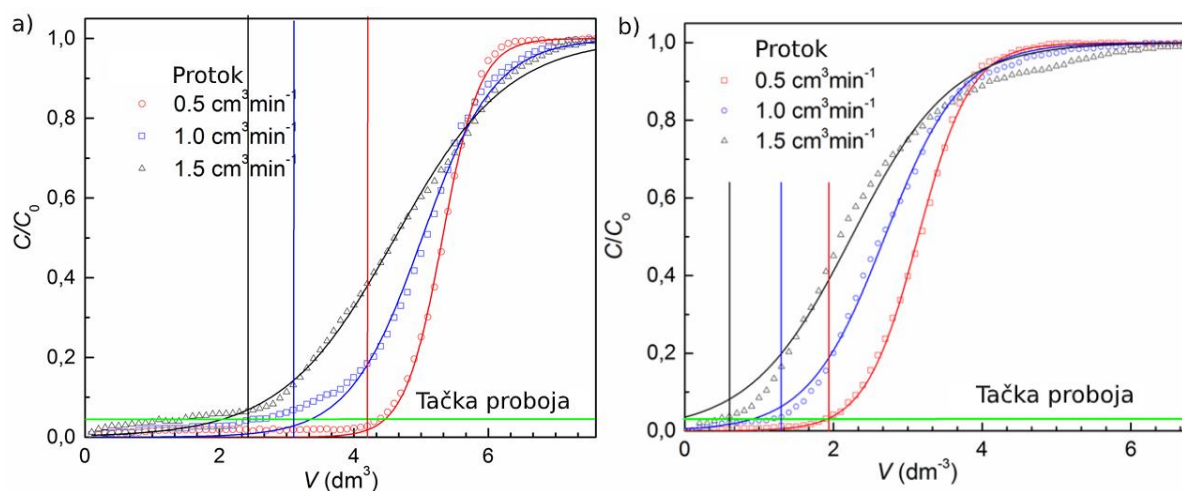 a)
1,0
0,8
0,6
0,4
0,2
0,0
C/C₀
Protok
0.5 cm³min⁻¹
1.0 cm³min⁻¹
1.5 cm³min⁻¹
Tačka proboja
0 2 4 6
V (dm³)
b)
1,0
0,8
0,6
0,4
0,2
0,0
C/Cₒ
Protok
0.5 cm³min⁻¹
1.0 cm³min⁻¹
1.5 cm³min⁻¹
Tačka proboja
0 2 4 6
V (dm⁻³)